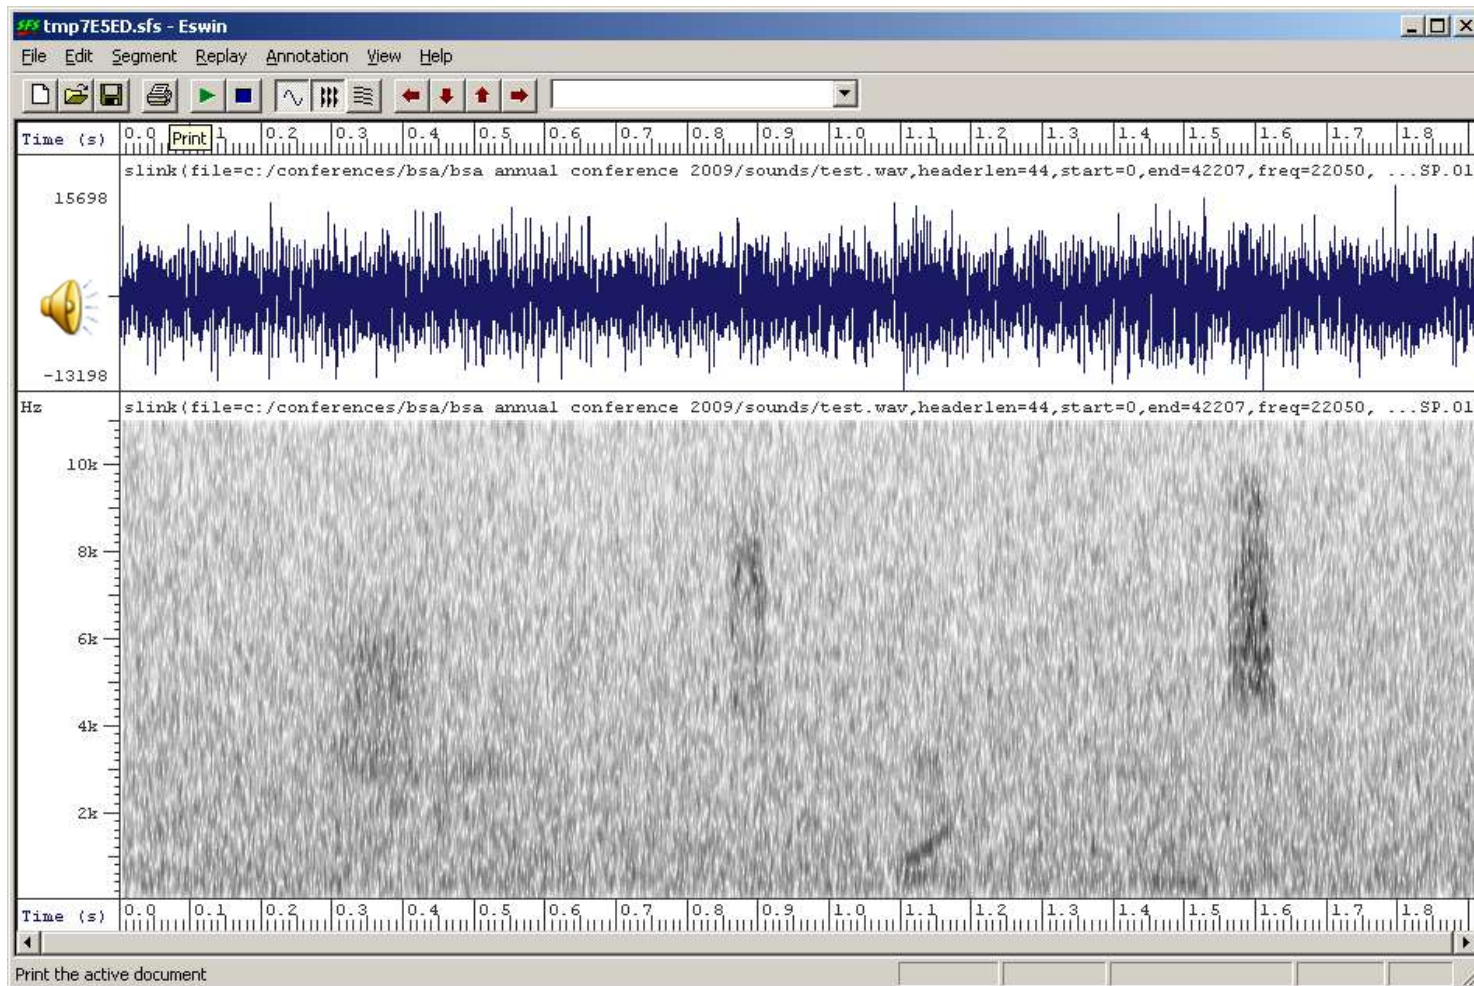 SFS tmp7E5ED.sfs - Eswin
File Edit Segment Replay Annotation View Help
Time (s) 0.0 Print 1 0.2 0.3 0.4 0.5 0.6 0.7 0.8 0.9 1.0 1.1 1.2 1.3 1.4 1.5 1.6 1.7 1.8
slink(file=c:/conferences/bsa/bsa annual conference 2009/sounds/test.wav,headerlen=44,start=0,end=42207,freq=22050, ...SP.01
15698
-13198
Hz slink(file=c:/conferences/bsa/bsa annual conference 2009/sounds/test.wav,headerlen=44,start=0,end=42207,freq=22050, ...SP.01
10k
8k
6k
4k
2k
Time (s) 0.0 0.1 0.2 0.3 0.4 0.5 0.6 0.7 0.8 0.9 1.0 1.1 1.2 1.3 1.4 1.5 1.6 1.7 1.8
Print the active document